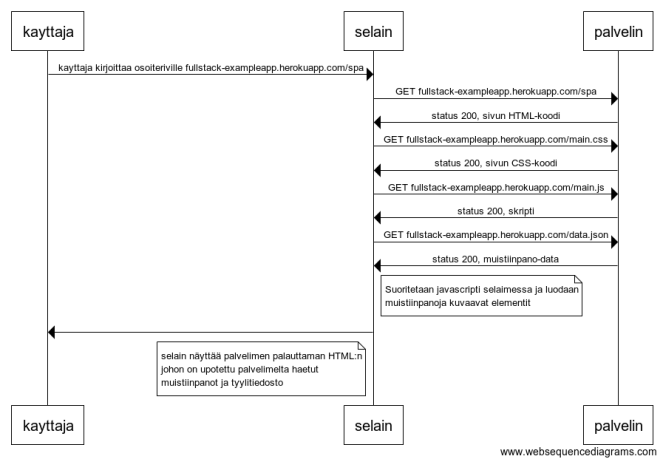 kayttaja
selain
palvelin
kayttaja kirjoittaa osoiteriville fullstack-exampleapp.herokuapp.com/spa
GET fullstack-exampleapp.herokuapp.com/spa
status 200, sivun HTML-koodi
GET fullstack-exampleapp.herokuapp.com/main.css
status 200, sivun CSS-koodi
GET fullstack-exampleapp.herokuapp.com/main.js
status 200, skripti
GET fullstack-exampleapp.herokuapp.com/data.json
status 200, muistiinpano-data
Suoritetaan javascripti selaimessa ja luodaan
muistiinpanoja kuvaavat elementit
selain näyttää palvelimen palauttaman HTML:n
johon on upotettu palvelimelta haetut
muistiinpanot ja tyylitiedosto
kayttaja
selain
palvelin
www.websequencediagrams.com